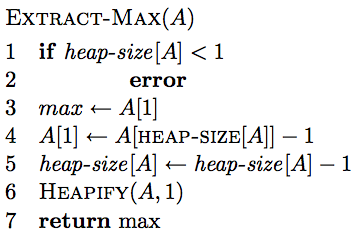 EXTRACT-MAX(A)
1 if heap-size[A] < 1
2 error
3 max ← A[1]
4 A[1] ← A[HEAP-SIZE[A]] − 1
5 heap-size[A] ← heap-size[A] − 1
6 HEAPIFY(A, 1)
7 return max